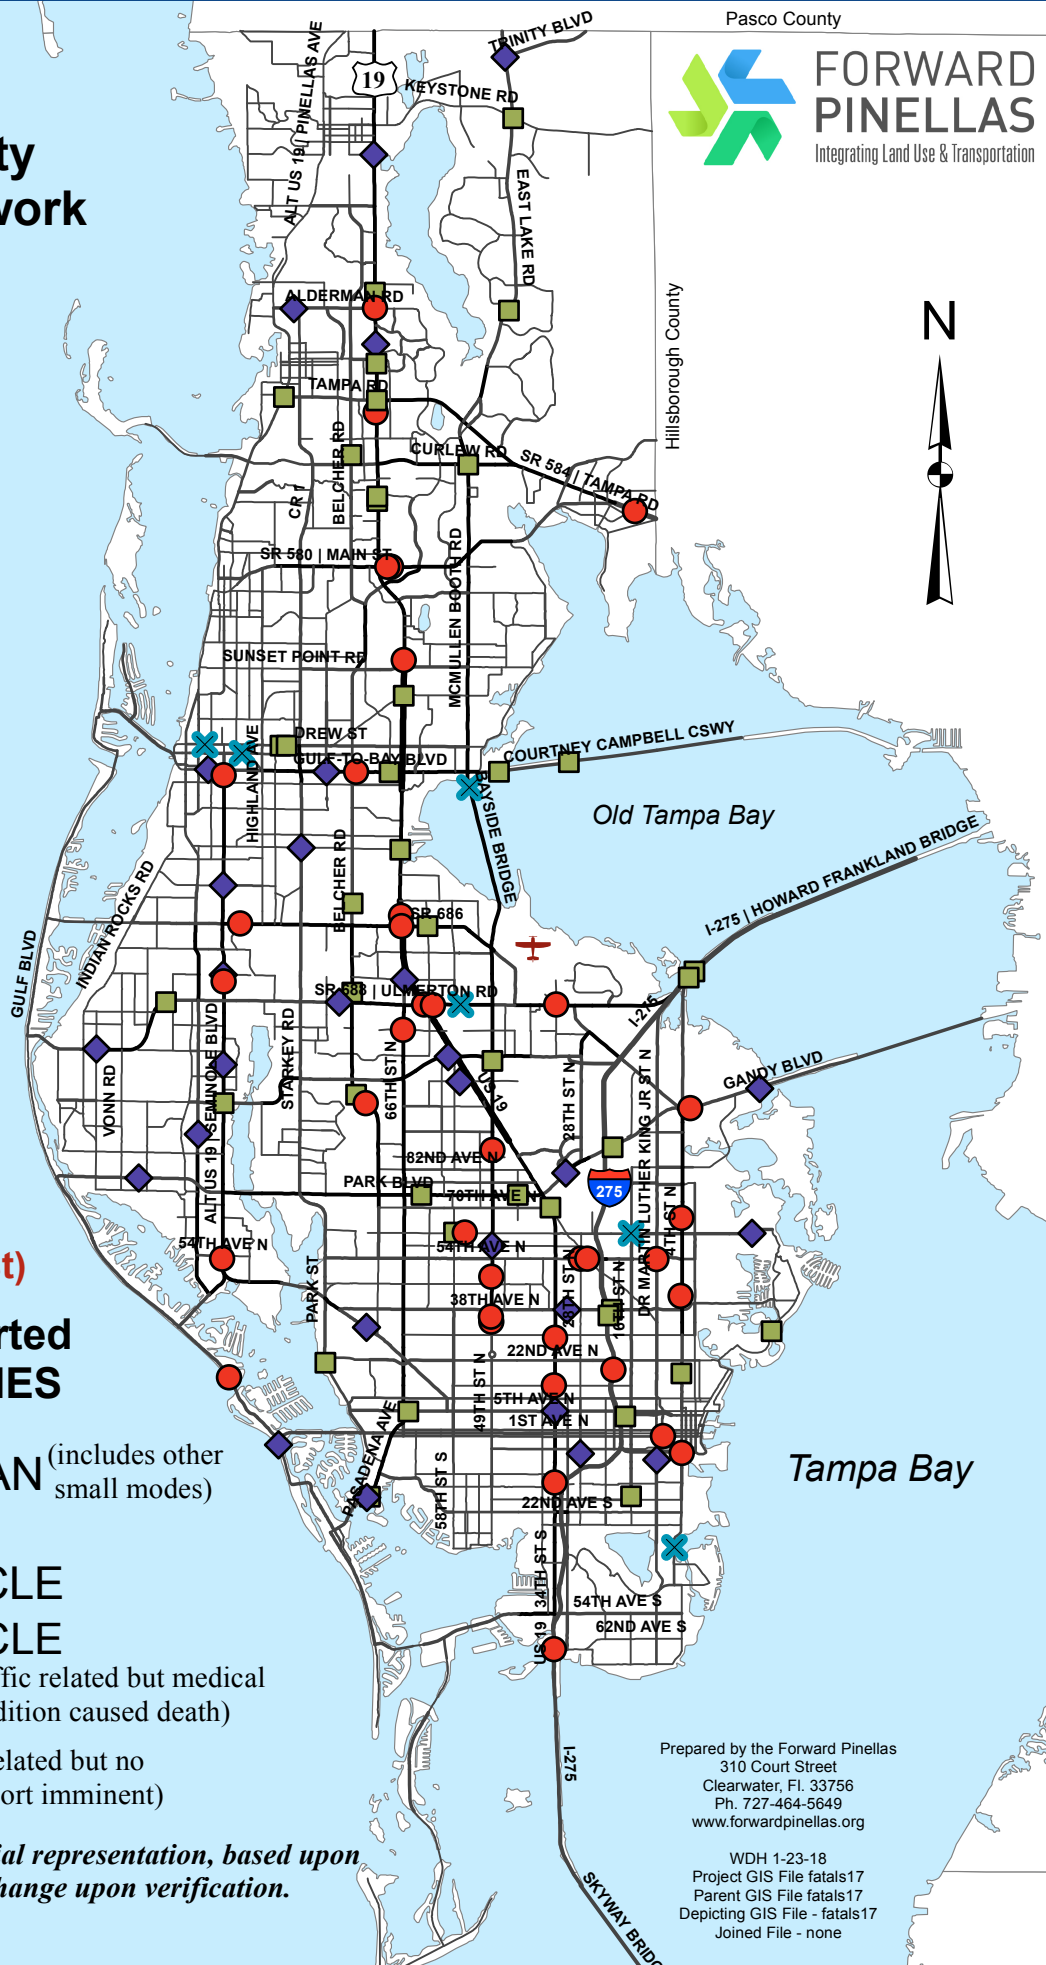 Pasco County
TRINITY BLVD
FORWARD
PINELLAS
Integrating Land Use & Transportation
ALT US 19 | PINELLAS AVE
19
KEYSTONE RD
ty
work
EAST LAKE RD
Hillsborough County
N
ALDERMAN RD
TAMPA RD
BELCHER RD
CURLEW RD
SR 584 | TAMPA RD
CR 1
SR 580 | MAIN ST
MCMULLEN BOOTH RD
SUNSET POINT RD
HIGHLAND AVE
DREW ST
GULF-TO-BAY BLVD
COURTNEY CAMPBELL CSWY
BAYSIDE BRIDGE
Old Tampa Bay
I-275 | HOWARD FRANKLAND BRIDGE
BELCHER RD
INDIAN ROCKS RD
GULF BLVD
SR 686
SR 688 | ULMERTON RD
I-275
STARKEY RD
VONN RD
ALT US 19 | SEMINOLE BLVD
66TH ST N
US 19
28TH ST N
DR MARTIN LUTHER KING JR ST N
GANDY BLVD
82ND AVE N
PARK BLVD
70TH AVE N
275
4TH ST N
54TH AVE N
54TH AVE N
t)
PARK ST
28TH ST N
16TH ST N
38TH AVE N
rted
IES
22ND AVE N
49TH ST N
5TH AVE N
1ST AVE N
PASADENA AVE
AN (includes other
small modes)
58TH ST S
Tampa Bay
22ND AVE S
US 19 | 34TH ST S
CLE
54TH AVE S
62ND AVE S
CLE
ffic related but medical
dition caused death)
elated but no
ort imminent)
I-275
Prepared by the Forward Pinellas
310 Court Street
Clearwater, Fl. 33756
Ph. 727-464-5649
www.forwardpinellas.org
ial representation, based upon
hange upon verification.
WDH 1-23-18
Project GIS File fatals17
Parent GIS File fatals17
Depicting GIS File - fatals17
Joined File - none
SKYWAY BRIDG